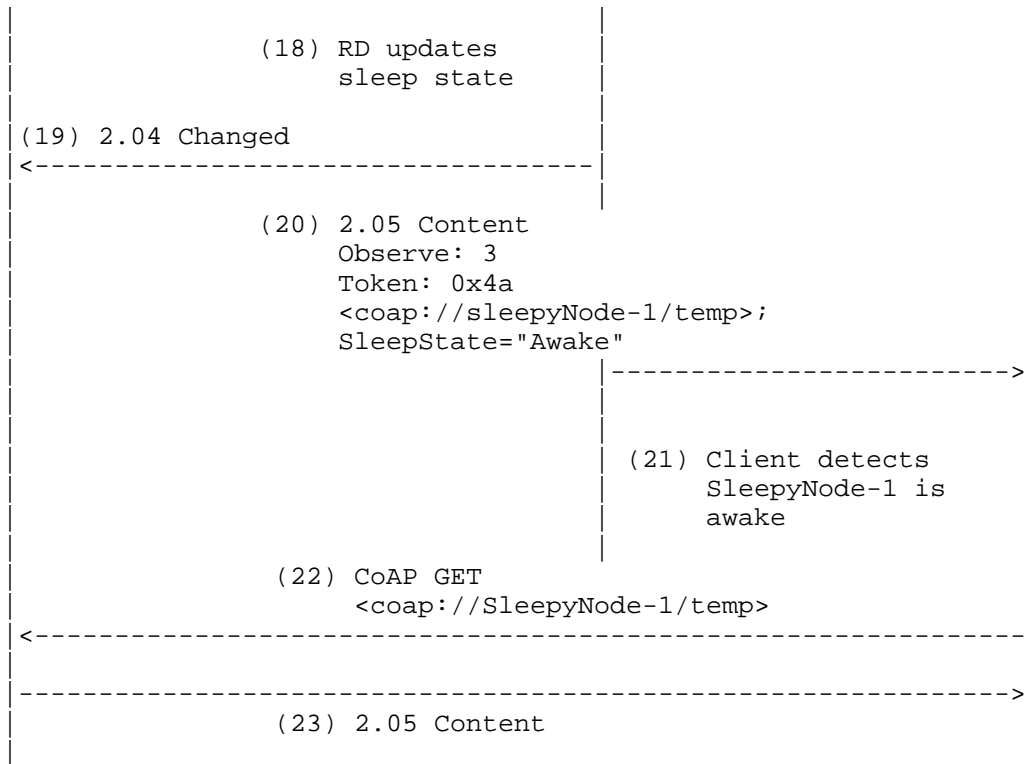 (18) RD updates
sleep state
(19) 2.04 Changed
(20) 2.05 Content
Observe: 3
Token: 0x4a
<coap://sleepyNode-1/temp>;
SleepState="Awake"
(21) Client detects
SleepyNode-1 is
awake
(22) CoAP GET
<coap://SleepyNode-1/temp>
(23) 2.05 Content